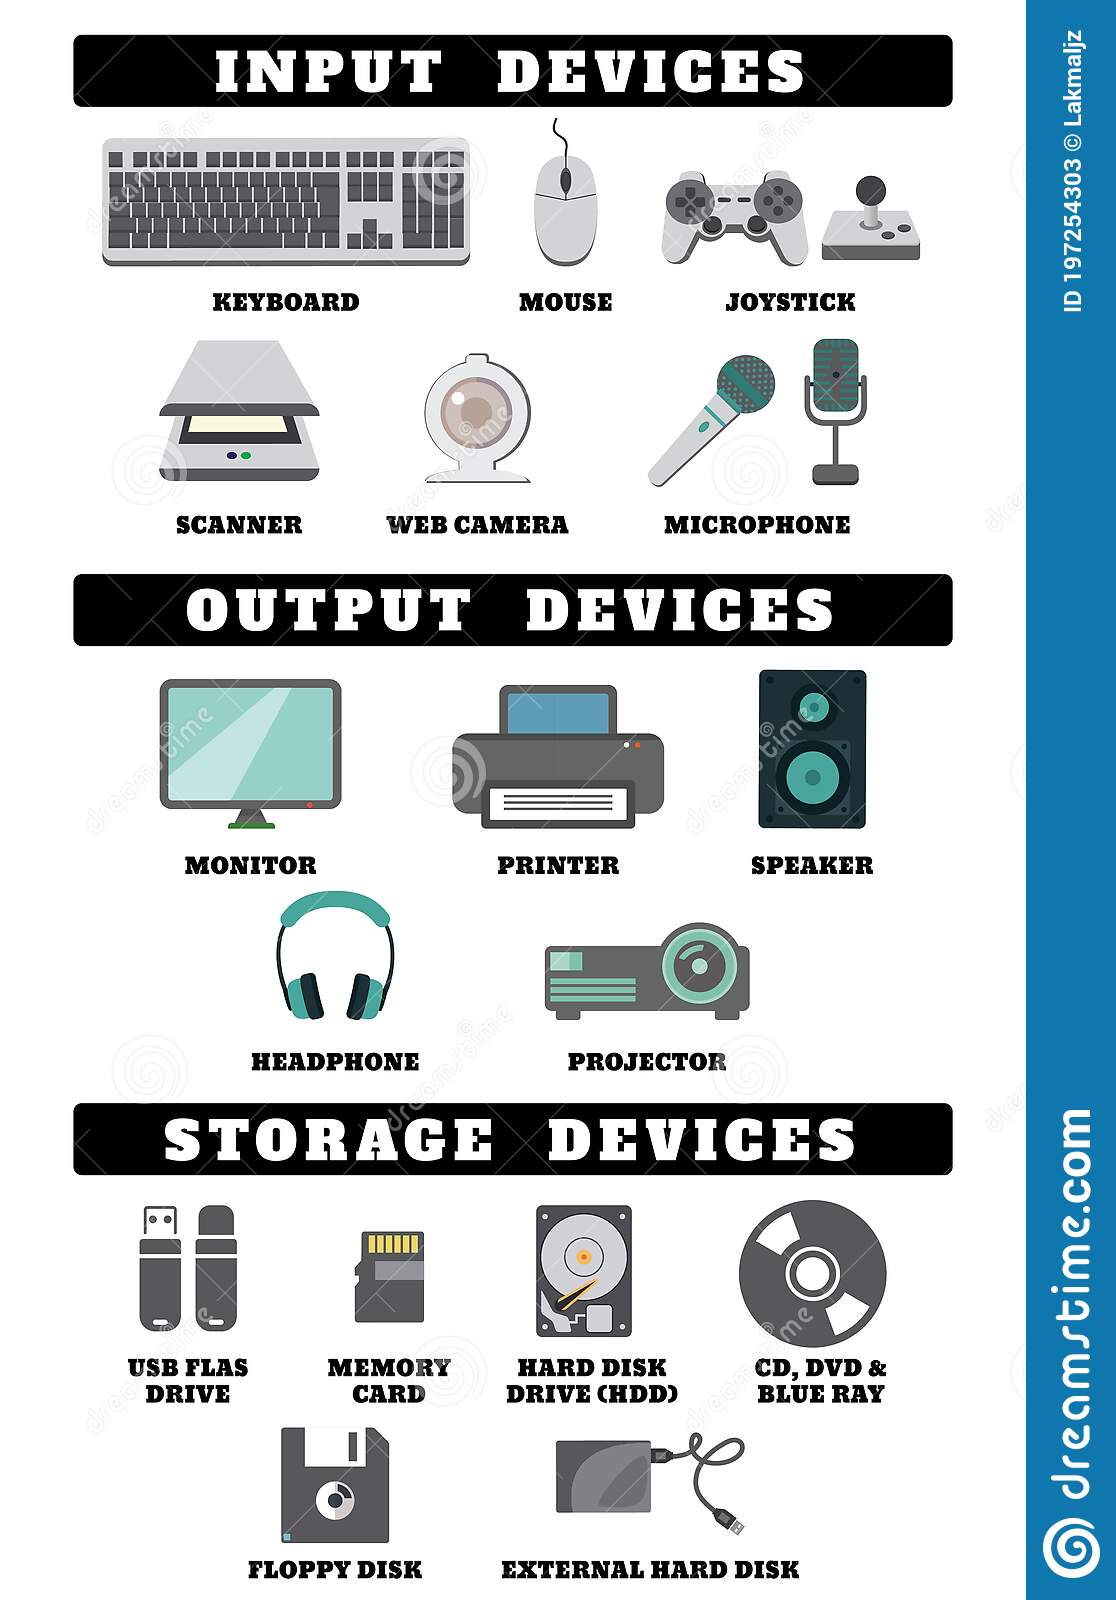 INPUT DEVICES
KEYBOARD
MOUSE
JOYSTICK
SCANNER
WEB CAMERA
MICROPHONE
OUTPUT DEVICES
MONITOR
PRINTER
SPEAKER
HEADPHONE
PROJECTOR
STORAGE DEVICES
USB FLAS
DRIVE
MEMORY
CARD
HARD DISK
DRIVE (HDD)
CD, DVD &
BLUE RAY
FLOPPY DISK
EXTERNAL HARD DISK
ID 197254303 © Lakmaljz
dreamstime.com